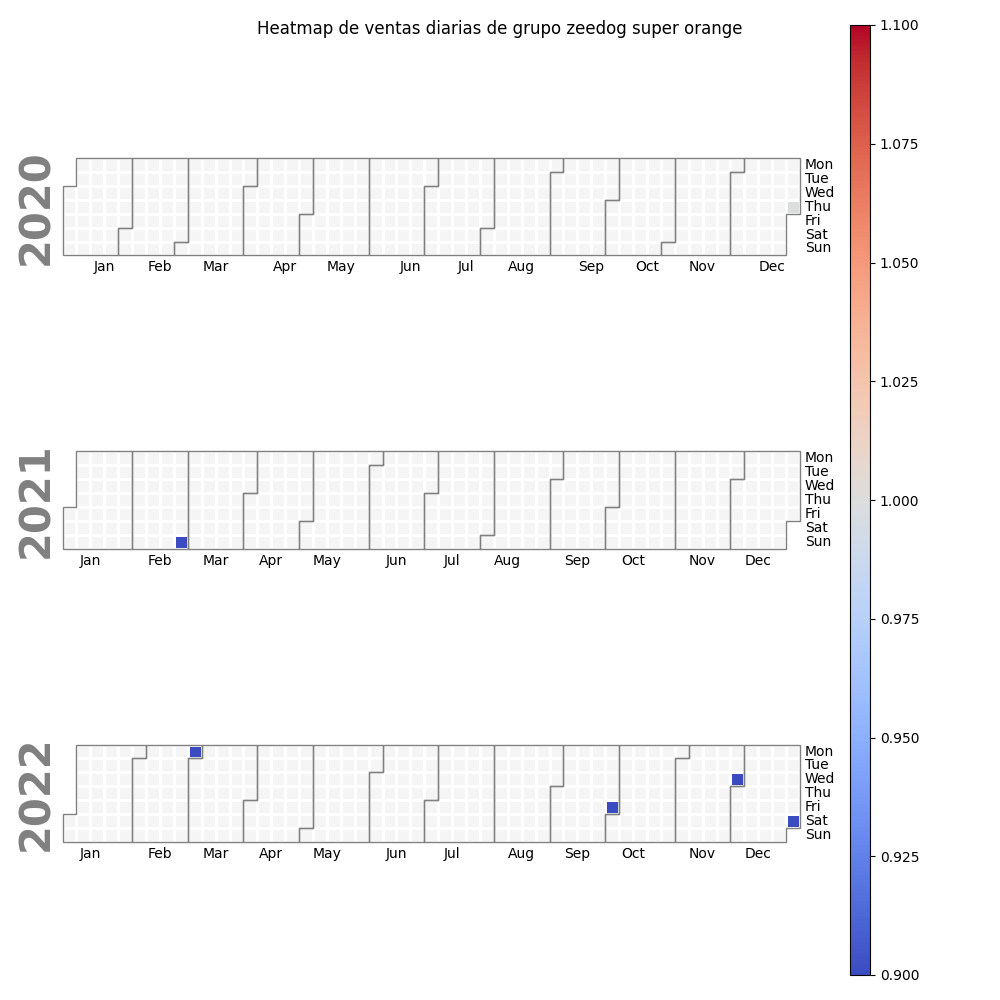 Heatmap de ventas diarias de grupo zeedog super orange
2020
Mon
Tue
Wed
Thu
Fri
Sat
Sun
Jan Feb Mar Apr May Jun Jul Aug Sep Oct Nov Dec
2021
Mon
Tue
Wed
Thu
Fri
Sat
Sun
Jan Feb Mar Apr May Jun Jul Aug Sep Oct Nov Dec
2022
Mon
Tue
Wed
Thu
Fri
Sat
Sun
Jan Feb Mar Apr May Jun Jul Aug Sep Oct Nov Dec
1.100
1.075
1.050
1.025
1.000
0.975
0.950
0.925
0.900